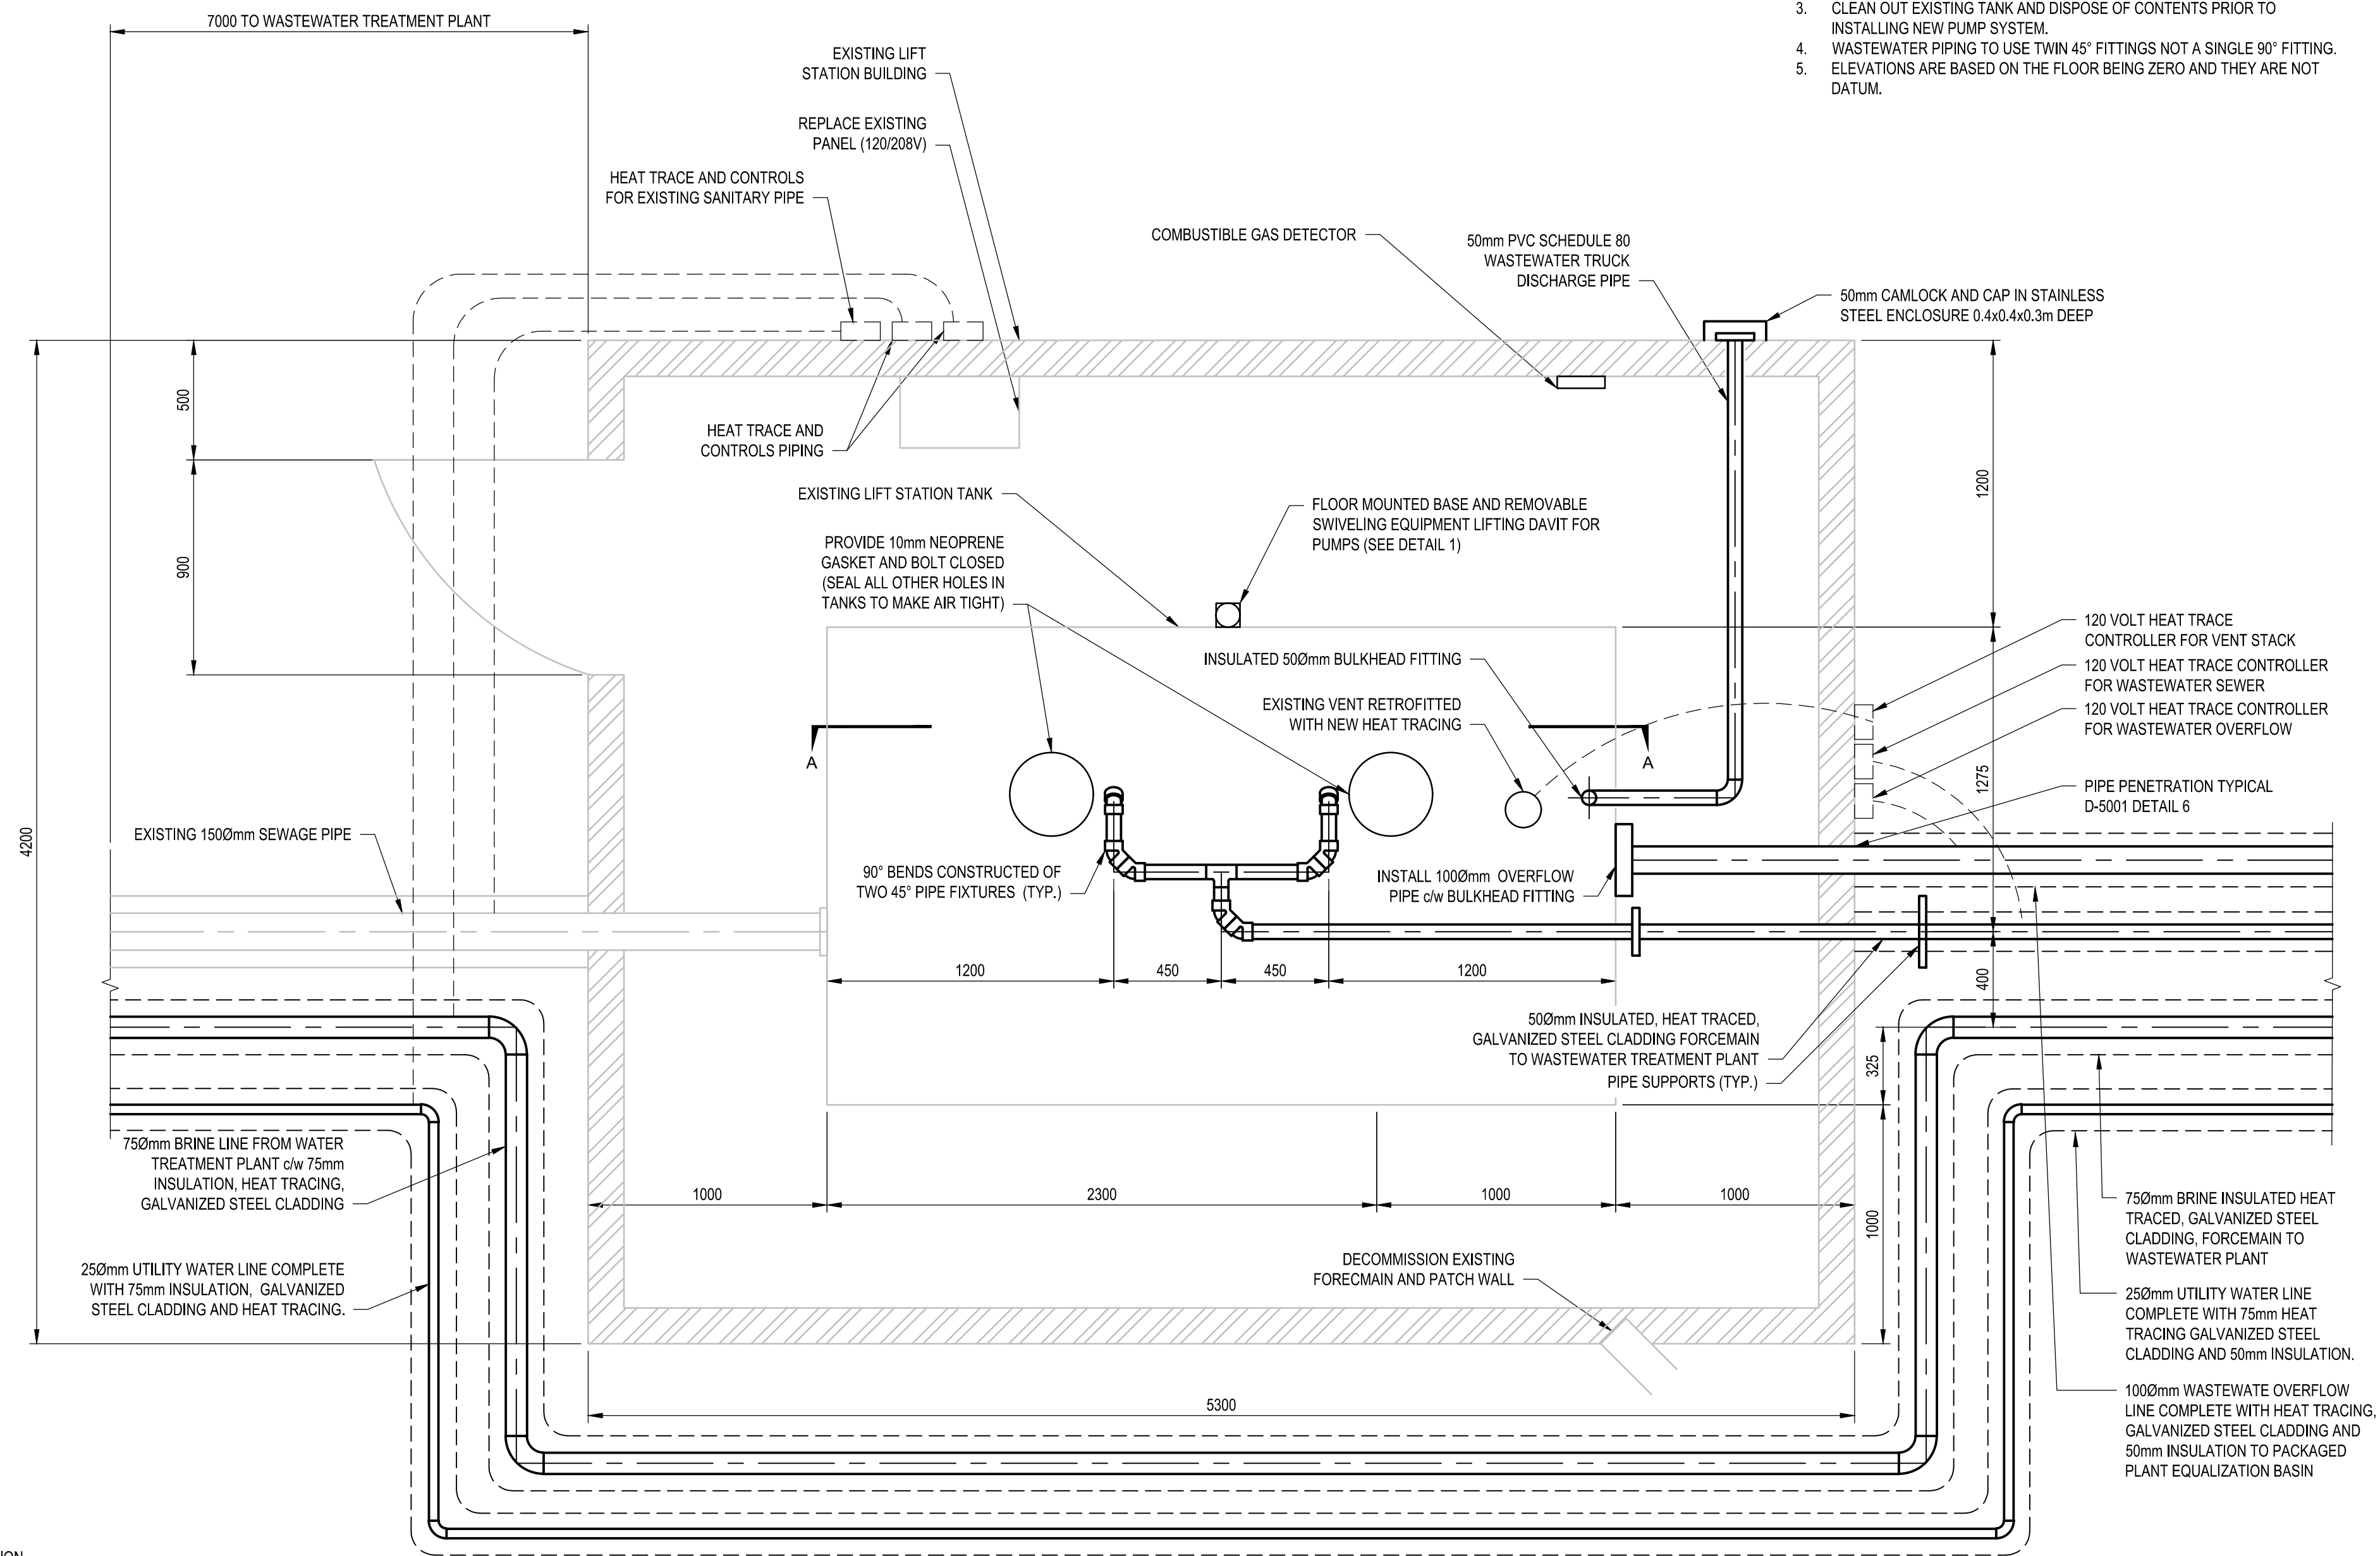 3. CLEAN OUT EXISTING TANK AND DISPOSE OF CONTENTS PRIOR TO
INSTALLING NEW PUMP SYSTEM.
4. WASTEWATER PIPING TO USE TWIN 45° FITTINGS NOT A SINGLE 90° FITTING.
5. ELEVATIONS ARE BASED ON THE FLOOR BEING ZERO AND THEY ARE NOT
DATUM.
7000 TO WASTEWATER TREATMENT PLANT
EXISTING LIFT
STATION BUILDING
REPLACE EXISTING
PANEL (120/208V)
HEAT TRACE AND CONTROLS
FOR EXISTING SANITARY PIPE
COMBUSTIBLE GAS DETECTOR
50mm PVC SCHEDULE 80
WASTEWATER TRUCK
DISCHARGE PIPE
50mm CAMLOCK AND CAP IN STAINLESS
STEEL ENCLOSURE 0.4x0.4x0.3m DEEP
500
900
4200
1200
HEAT TRACE AND
CONTROLS PIPING
EXISTING LIFT STATION TANK
FLOOR MOUNTED BASE AND REMOVABLE
SWIVELING EQUIPMENT LIFTING DAVIT FOR
PUMPS (SEE DETAIL 1)
PROVIDE 10mm NEOPRENE
GASKET AND BOLT CLOSED
(SEAL ALL OTHER HOLES IN
TANKS TO MAKE AIR TIGHT)
INSULATED 50Ømm BULKHEAD FITTING
EXISTING VENT RETROFITTED
WITH NEW HEAT TRACING
120 VOLT HEAT TRACE
CONTROLLER FOR VENT STACK
120 VOLT HEAT TRACE CONTROLLER
FOR WASTEWATER SEWER
120 VOLT HEAT TRACE CONTROLLER
FOR WASTEWATER OVERFLOW
A
A
1275
PIPE PENETRATION TYPICAL
D-5001 DETAIL 6
EXISTING 150Ømm SEWAGE PIPE
90° BENDS CONSTRUCTED OF
TWO 45° PIPE FIXTURES (TYP.)
INSTALL 100Ømm OVERFLOW
PIPE c/w BULKHEAD FITTING
1200
450
450
1200
400
50Ømm INSULATED, HEAT TRACED,
GALVANIZED STEEL CLADDING FORCEMAIN
TO WASTEWATER TREATMENT PLANT
PIPE SUPPORTS (TYP.)
325
75Ømm BRINE LINE FROM WATER
TREATMENT PLANT c/w 75mm
INSULATION, HEAT TRACING,
GALVANIZED STEEL CLADDING
1000
2300
1000
1000
1000
75Ømm BRINE INSULATED HEAT
TRACED, GALVANIZED STEEL
CLADDING, FORCEMAIN TO
WASTEWATER PLANT
25Ømm UTILITY WATER LINE COMPLETE
WITH 75mm INSULATION, GALVANIZED
STEEL CLADDING AND HEAT TRACING.
DECOMMISSION EXISTING
FORECMAIN AND PATCH WALL
25Ømm UTILITY WATER LINE
COMPLETE WITH 75mm HEAT
TRACING GALVANIZED STEEL
CLADDING AND 50mm INSULATION.
5300
100Ømm WASTEWATE OVERFLOW
LINE COMPLETE WITH HEAT TRACING,
GALVANIZED STEEL CLADDING AND
50mm INSULATION TO PACKAGED
PLANT EQUALIZATION BASIN